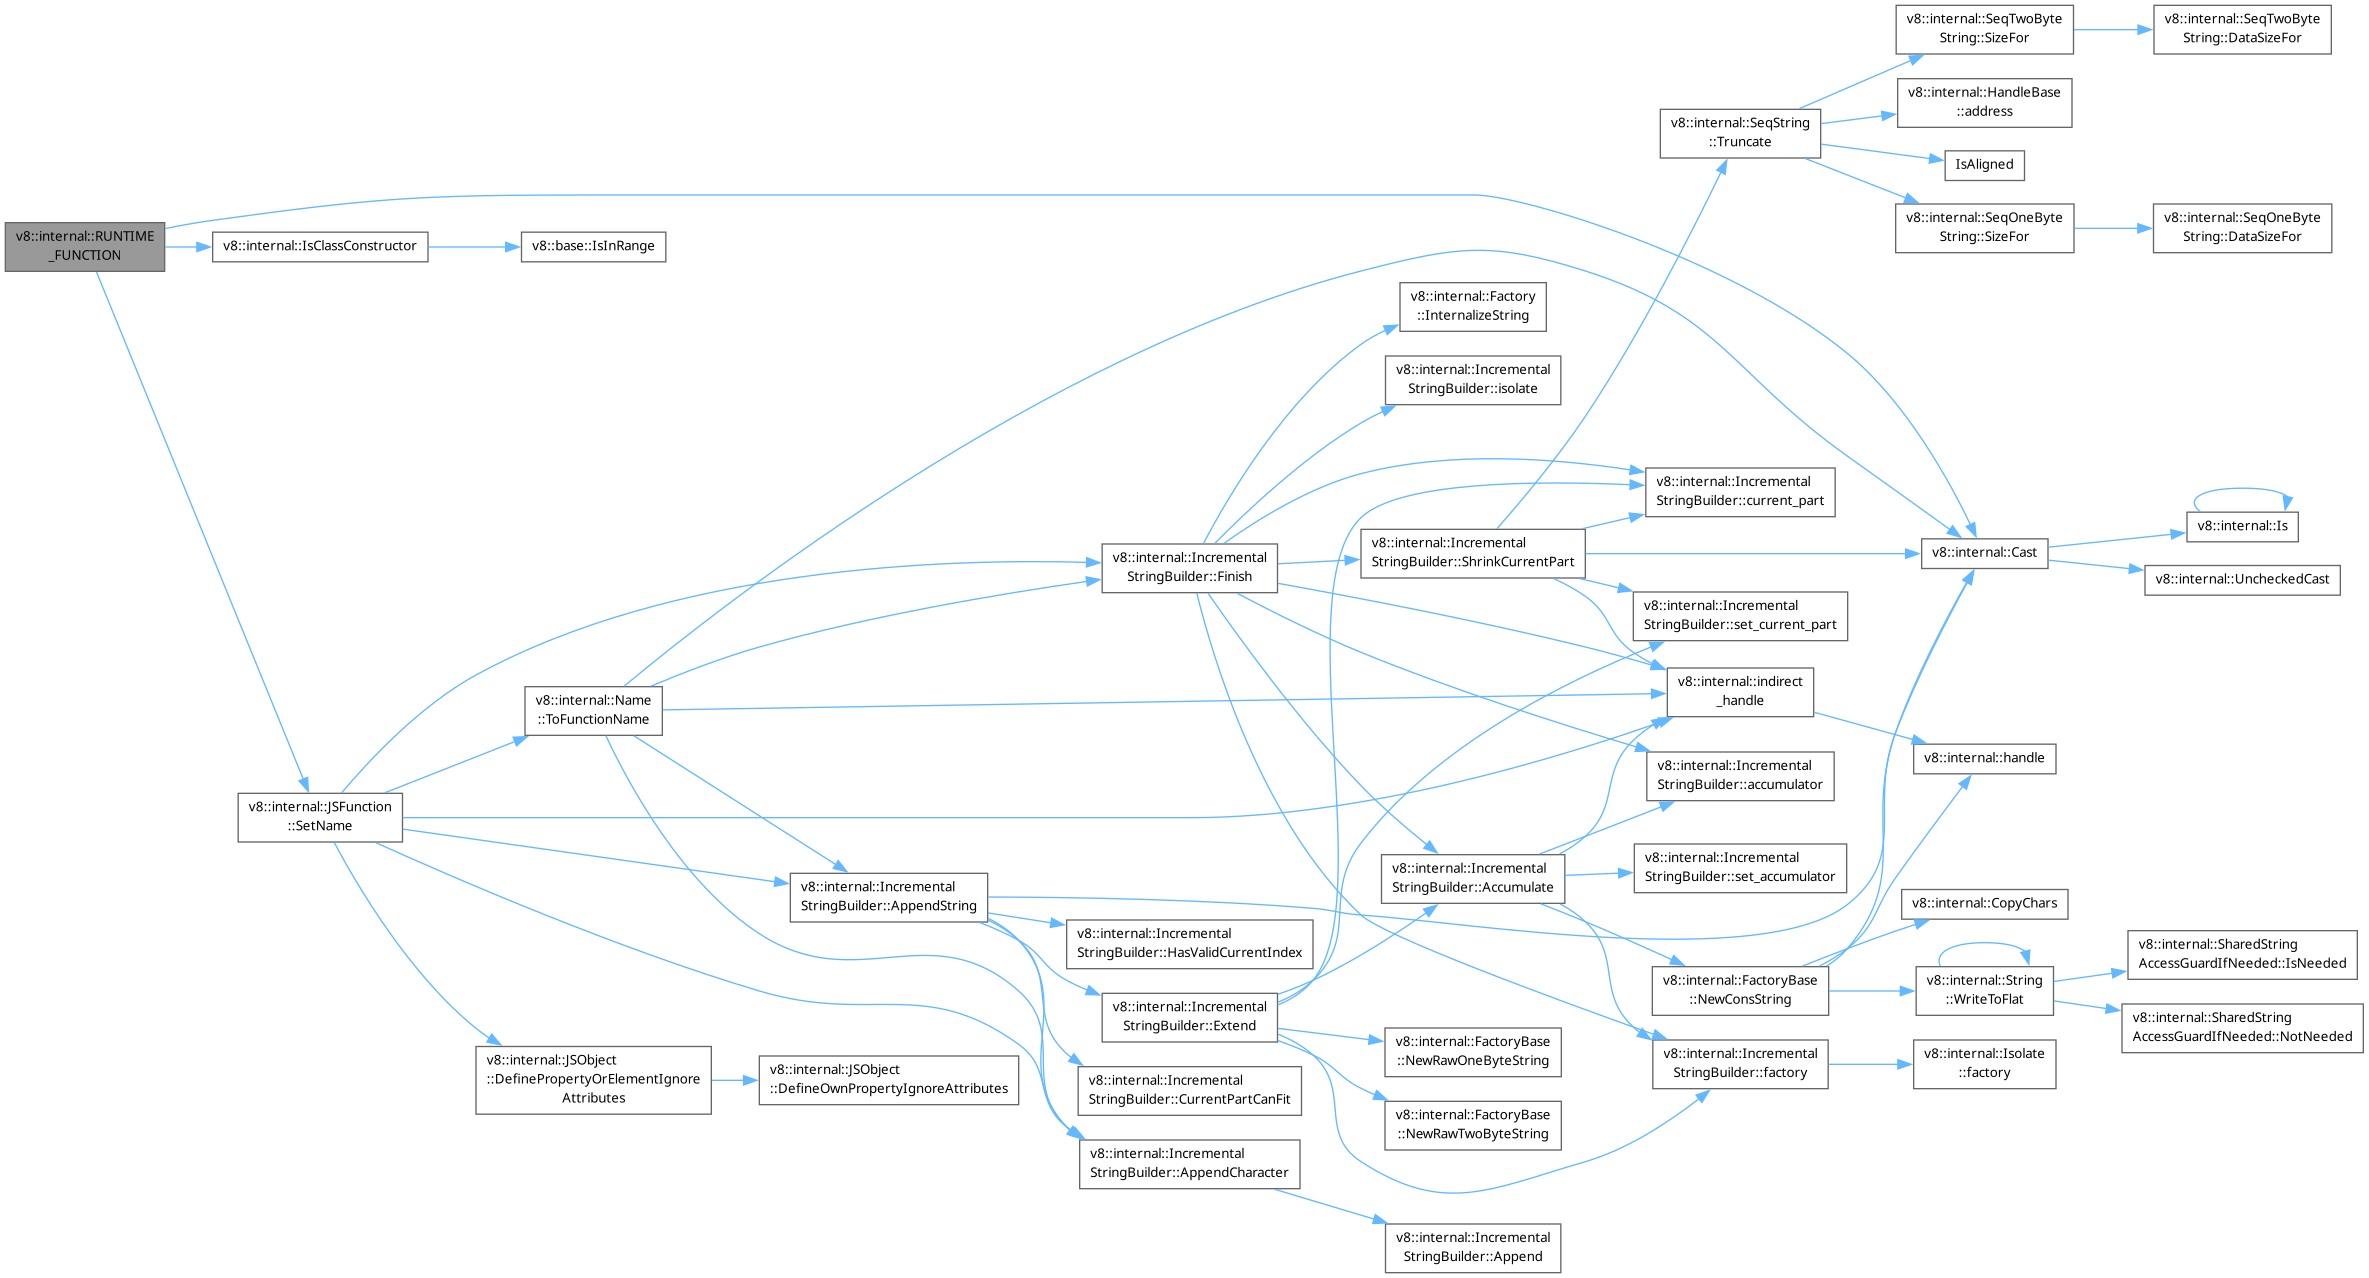 v8::internal::RUNTIME
_FUNCTION
v8::internal::IsClassConstructor
v8::base::IsInRange
v8::internal::JSFunction
::SetName
v8::internal::Name
::ToFunctionName
v8::internal::JSObject
::DefinePropertyOrElementIgnore
Attributes
v8::internal::JSObject
::DefineOwnPropertyIgnoreAttributes
v8::internal::Incremental
StringBuilder::AppendString
v8::internal::Incremental
StringBuilder::Finish
v8::internal::Incremental
StringBuilder::HasValidCurrentIndex
v8::internal::Incremental
StringBuilder::Extend
v8::internal::Incremental
StringBuilder::CurrentPartCanFit
v8::internal::Incremental
StringBuilder::AppendCharacter
v8::internal::Factory
::InternalizeString
v8::internal::Incremental
StringBuilder::isolate
v8::internal::Incremental
StringBuilder::ShrinkCurrentPart
v8::internal::Incremental
StringBuilder::Accumulate
v8::internal::FactoryBase
::NewRawOneByteString
v8::internal::FactoryBase
::NewRawTwoByteString
v8::internal::Incremental
StringBuilder::Append
v8::internal::SeqString
::Truncate
v8::internal::Incremental
StringBuilder::current_part
v8::internal::Incremental
StringBuilder::set_current_part
v8::internal::indirect
_handle
v8::internal::Incremental
StringBuilder::accumulator
v8::internal::Incremental
StringBuilder::set_accumulator
v8::internal::FactoryBase
::NewConsString
v8::internal::Incremental
StringBuilder::factory
v8::internal::SeqTwoByte
String::SizeFor
v8::internal::HandleBase
::address
IsAligned
v8::internal::SeqOneByte
String::SizeFor
v8::internal::Cast
v8::internal::handle
v8::internal::CopyChars
v8::internal::String
::WriteToFlat
v8::internal::Isolate
::factory
v8::internal::SeqTwoByte
String::DataSizeFor
v8::internal::SeqOneByte
String::DataSizeFor
v8::internal::Is
v8::internal::UncheckedCast
v8::internal::SharedString
AccessGuardIfNeeded::IsNeeded
v8::internal::SharedString
AccessGuardIfNeeded::NotNeeded